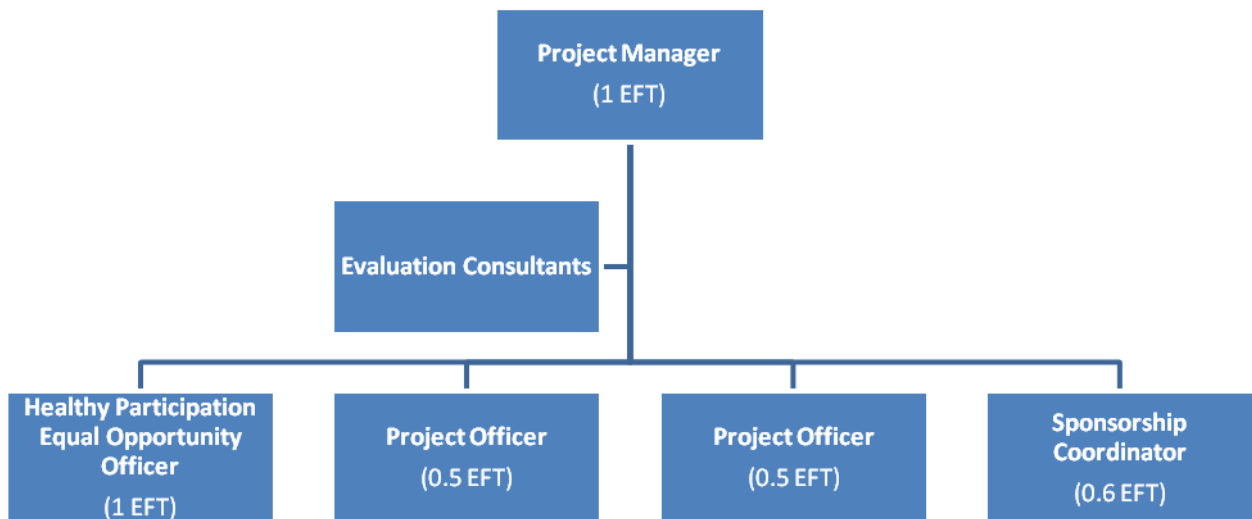 Project Manager
(1 EFT)
Evaluation Consultants
Healthy Participation
Equal Opportunity
Officer
(1 EFT)
Project Officer
(0.5 EFT)
Project Officer
(0.5 EFT)
Sponsorship
Coordinator
(0.6 EFT)